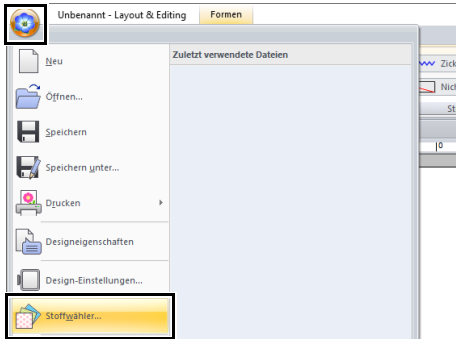 Unbenannt - Layout & Editing Formen
Zuletzt verwendete Dateien
Neu
Öffnen...
Speichern
Speichern unter...
Drucken
Designeigenschaften
Design-Einstellungen...
Stoffwähler...
Zick
Nich
St
0